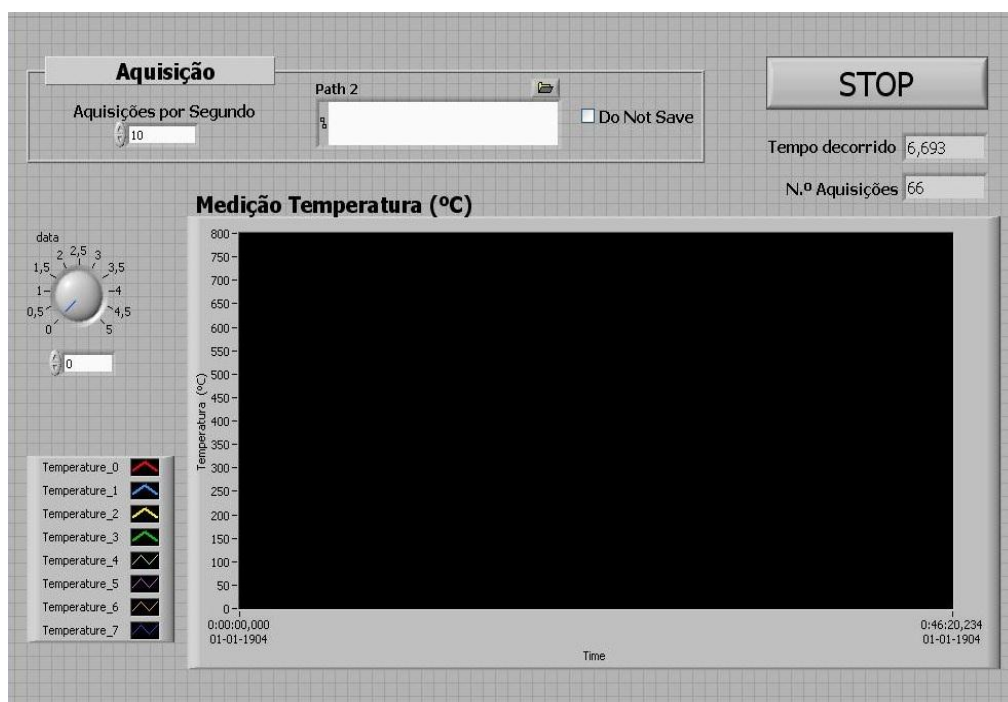 Aquisição
Aquisições por Segundo
10
Path 2
Do Not Save
STOP
Tempo decorrido 6,693
N.º Aquisições 66
Medição Temperatura (ºC)
data
0
0,5
1
1,5
2
2,5
3
3,5
4
4,5
5
0
Temperature_0
Temperature_1
Temperature_2
Temperature_3
Temperature_4
Temperature_5
Temperature_6
Temperature_7
Temperatura (ºC)
800
750
700
650
600
550
500
450
400
350
300
250
200
150
100
50
0
0:00:00,000
01-01-1904
0:46:20,234
01-01-1904
Time